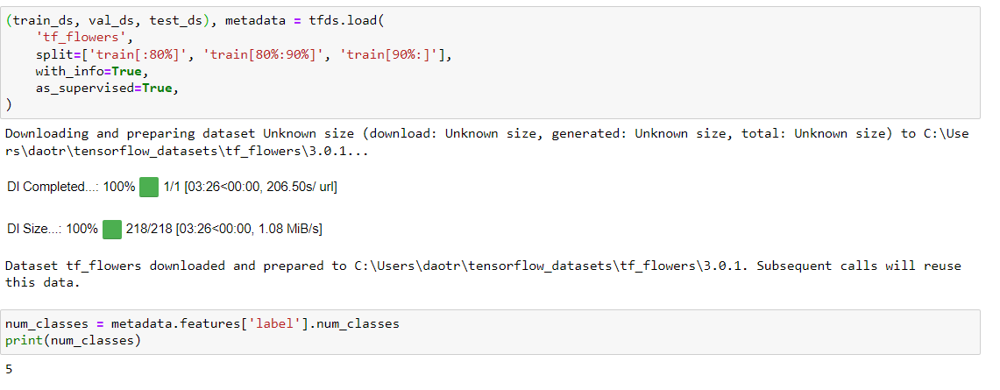 (train_ds, val_ds, test_ds), metadata = tfds.load(
    'tf_flowers',
    split=['train[:80%]', 'train[80%:90%]', 'train[90%:]'],
    with_info=True,
    as_supervised=True,
)
Downloading and preparing dataset Unknown size (download: Unknown size, generated: Unknown size, total: Unknown size) to C:\Use
rs\daotr\tensorflow_datasets\tf_flowers\3.0.1...
Dl Completed...: 100% 1/1 [03:26<00:00, 206.50s/ url]
Dl Size...: 100% 218/218 [03:26<00:00, 1.08 MiB/s]
Dataset tf_flowers downloaded and prepared to C:\Users\daotr\tensorflow_datasets\tf_flowers\3.0.1. Subsequent calls will reuse
this data.
num_classes = metadata.features['label'].num_classes
print(num_classes)
5